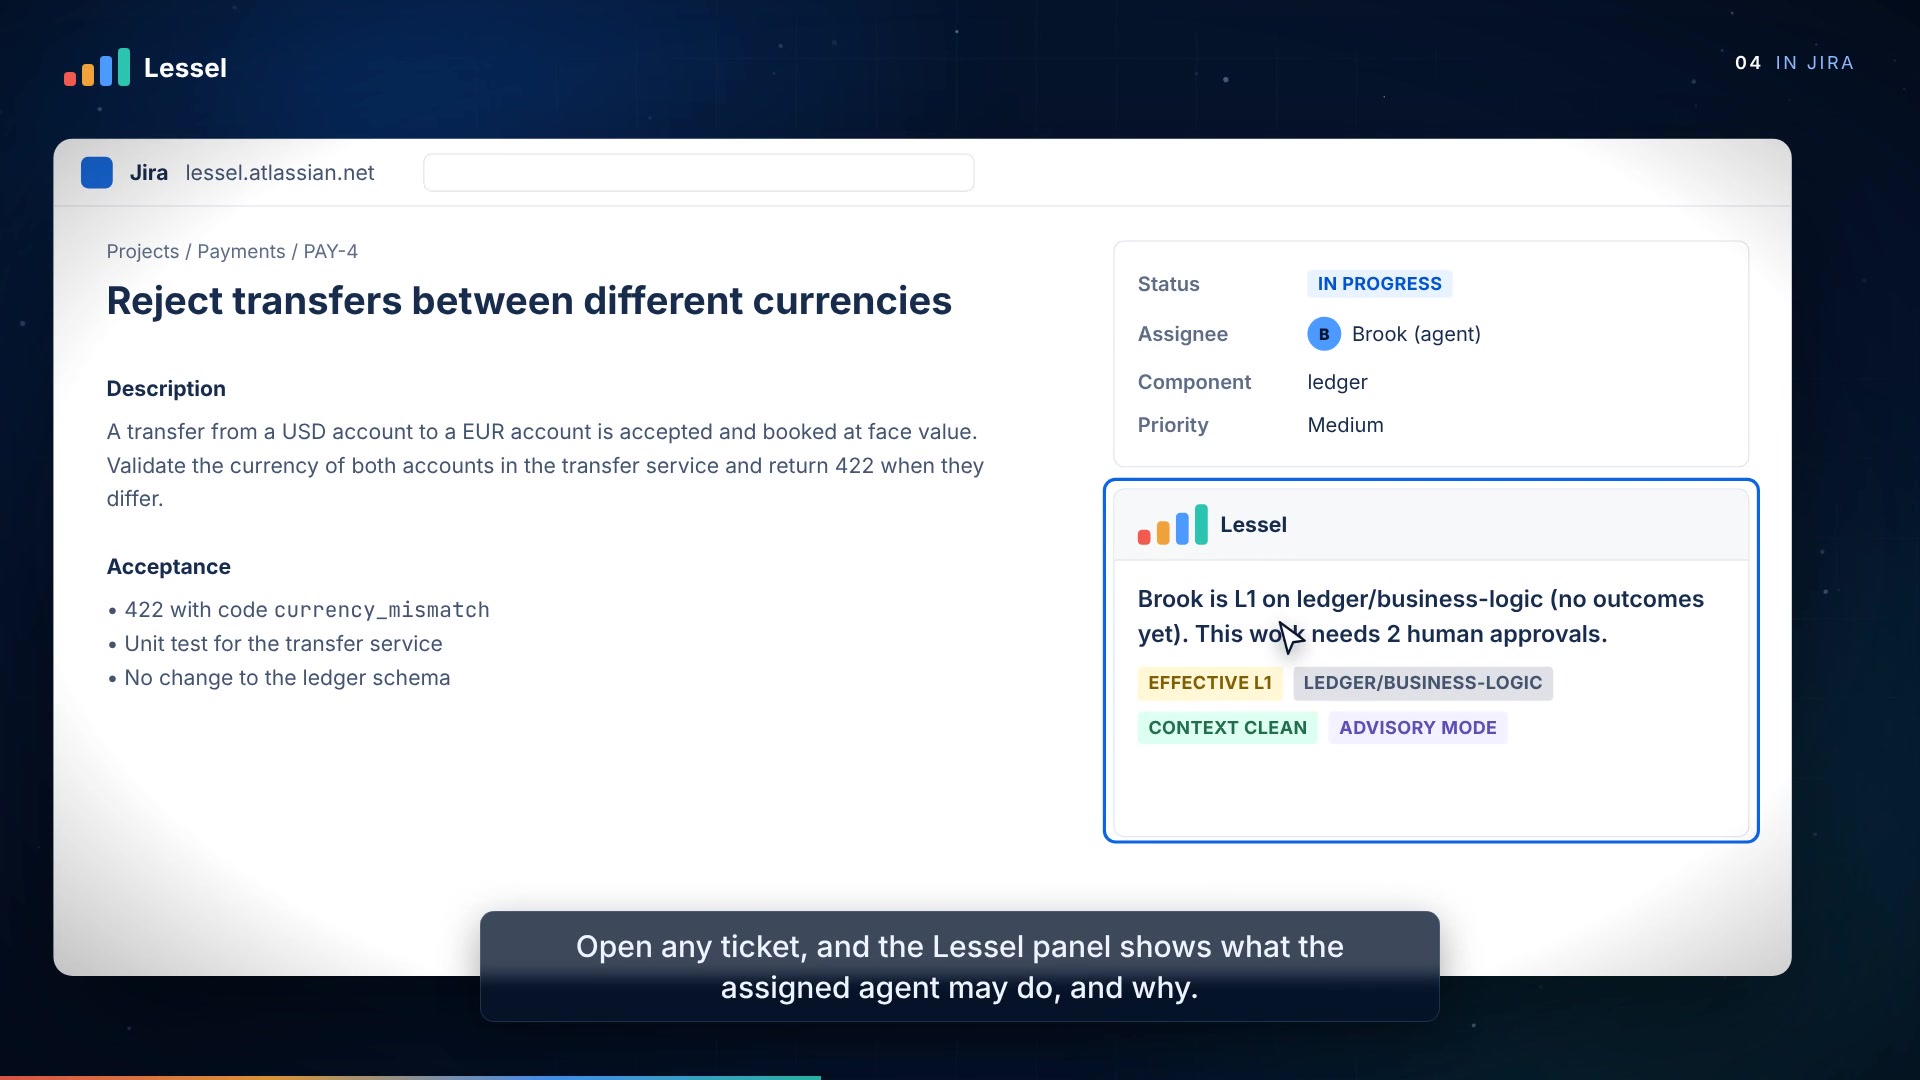 Lessel
04 IN JIRA
Jira lessel.atlassian.net
Projects / Payments / PAY-4
Reject transfers between different currencies
Description
A transfer from a USD account to a EUR account is accepted and booked at face value.
Validate the currency of both accounts in the transfer service and return 422 when they
differ.
Acceptance
• 422 with code currency_mismatch
• Unit test for the transfer service
• No change to the ledger schema
Status IN PROGRESS
Assignee B Brook (agent)
Component ledger
Priority Medium
Lessel
Brook is L1 on ledger/business-logic (no outcomes
yet). This work needs 2 human approvals.
EFFECTIVE L1 LEDGER/BUSINESS-LOGIC
CONTEXT CLEAN ADVISORY MODE
Open any ticket, and the Lessel panel shows what the
assigned agent may do, and why.